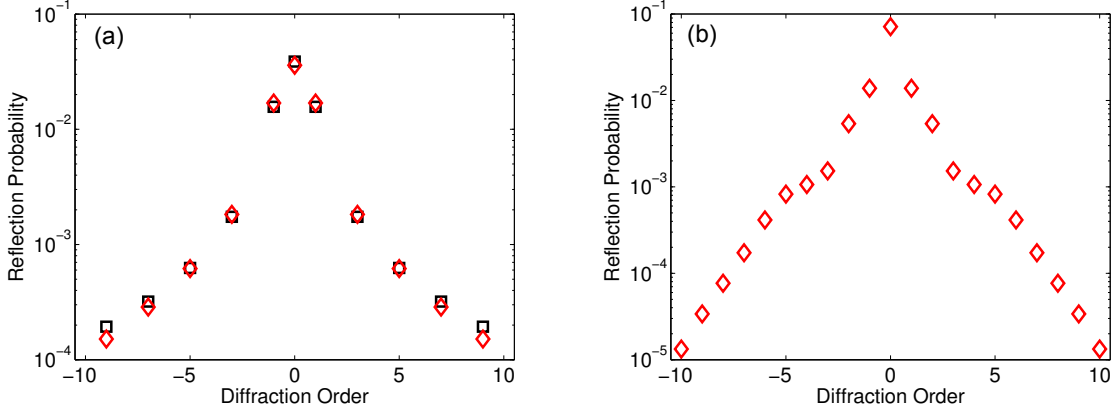 (a)
Reflection Probability
10⁻¹
10⁻²
10⁻³
10⁻⁴
−10 −5 0 5 10
Diffraction Order
(b)
Reflection Probability
10⁻¹
10⁻²
10⁻³
10⁻⁴
10⁻⁵
−10 −5 0 5 10
Diffraction Order